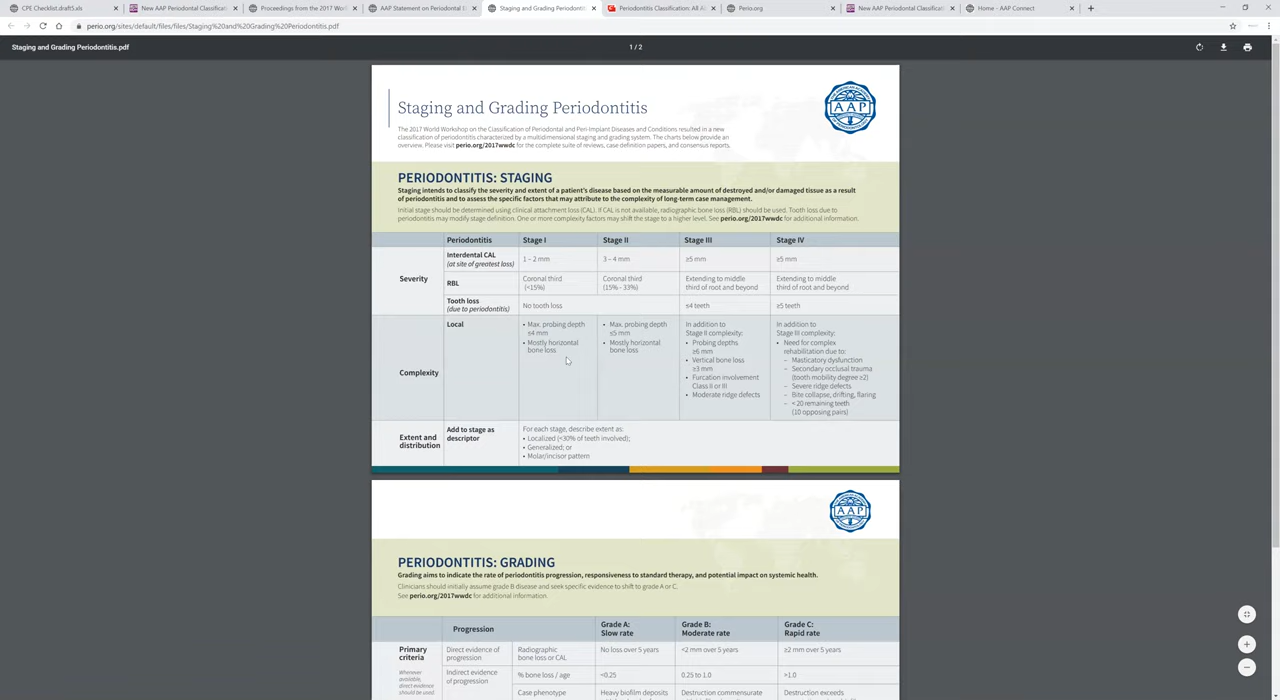 CPE Checklist.draft5.xls
New AAP Periodontal Classificati
Proceedings from the 2017 Worl
AAP Statement on Periodontal E
Staging and Grading Periodonti
Periodontitis Classification: All A
Perio.org
New AAP Periodontal Classificati
Home - AAP Connect
perio.org/sites/default/files/files/Staging%20and%20Grading%20Periodontitis.pdf
Staging and Grading Periodontitis.pdf
1 / 2
Staging and Grading Periodontitis
AAP
The 2017 World Workshop on the Classification of Periodontal and Peri-Implant Diseases and Conditions resulted in a new
classification of periodontitis characterized by a multidimensional staging and grading system. The charts below provide an
overview. Please visit perio.org/2017wwdc for the complete suite of reviews, case definition papers, and consensus reports.
PERIODONTITIS: STAGING
Staging intends to classify the severity and extent of a patient's disease based on the measurable amount of destroyed and/or damaged tissue as a result
of periodontitis and to assess the specific factors that may attribute to the complexity of long-term case management.
Initial stage should be determined using clinical attachment loss (CAL). If CAL is not available, radiographic bone loss (RBL) should be used. Tooth loss due to
periodontitis may modify stage definition. One or more complexity factors may shift the stage to a higher level. See perio.org/2017wwdc for additional information.
Periodontitis Stage I Stage II Stage III Stage IV
Severity
Interdental CAL
(at site of greatest loss)
1 – 2 mm
3 – 4 mm
≥5 mm
≥5 mm
RBL
Coronal third
(<15%)
Coronal third
(15% - 33%)
Extending to middle
third of root and beyond
Extending to middle
third of root and beyond
Tooth loss
(due to periodontitis)
No tooth loss
≤4 teeth
≥5 teeth
Complexity
Local
• Max. probing depth
≤4 mm
• Mostly horizontal
bone loss
• Max. probing depth
≤5 mm
• Mostly horizontal
bone loss
In addition to
Stage II complexity:
• Probing depths
≥6 mm
• Vertical bone loss
≥3 mm
• Furcation involvement
Class II or III
• Moderate ridge defects
In addition to
Stage III complexity:
• Need for complex
rehabilitation due to:
– Masticatory dysfunction
– Secondary occlusal trauma
(tooth mobility degree ≥2)
– Severe ridge defects
– Bite collapse, drifting, flaring
– < 20 remaining teeth
(10 opposing pairs)
Extent and
distribution
Add to stage as
descriptor
For each stage, describe extent as:
• Localized (<30% of teeth involved);
• Generalized; or
• Molar/incisor pattern
AAP
PERIODONTITIS: GRADING
Grading aims to indicate the rate of periodontitis progression, responsiveness to standard therapy, and potential impact on systemic health.
Clinicians should initially assume grade B disease and seek specific evidence to shift to grade A or C.
See perio.org/2017wwdc for additional information.
Progression
Grade A:
Slow rate
Grade B:
Moderate rate
Grade C:
Rapid rate
Primary
criteria
Whenever
available,
direct evidence
should be used.
Direct evidence of
progression
Radiographic
bone loss or CAL
No loss over 5 years
<2 mm over 5 years
≥2 mm over 5 years
Indirect evidence
of progression
% bone loss / age
<0.25
0.25 to 1.0
>1.0
Case phenotype
Heavy biofilm deposits
Destruction commensurate
Destruction exceeds